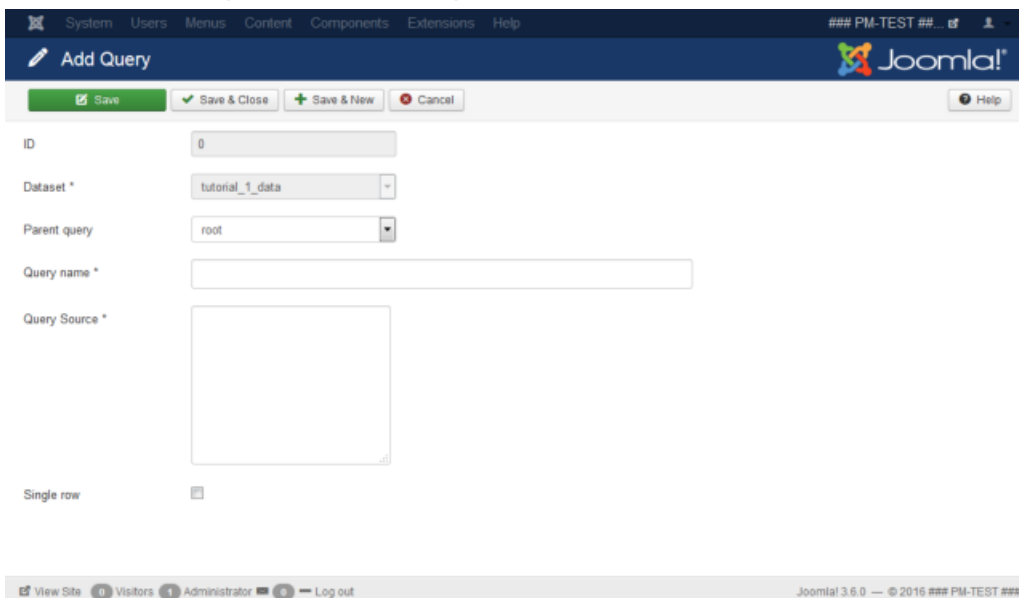 System Users Menus Content Components Extensions Help ### PM-TEST ##...
Add Query Joomla!®
Save Save & Close Save & New Cancel Help
ID 0
Dataset * tutorial_1_data
Parent query root
Query name *
Query Source *
Single row
View Site 0 Visitors 1 Administrator 0 Log out Joomla! 3.6.0 — © 2016 ### PM-TEST ###